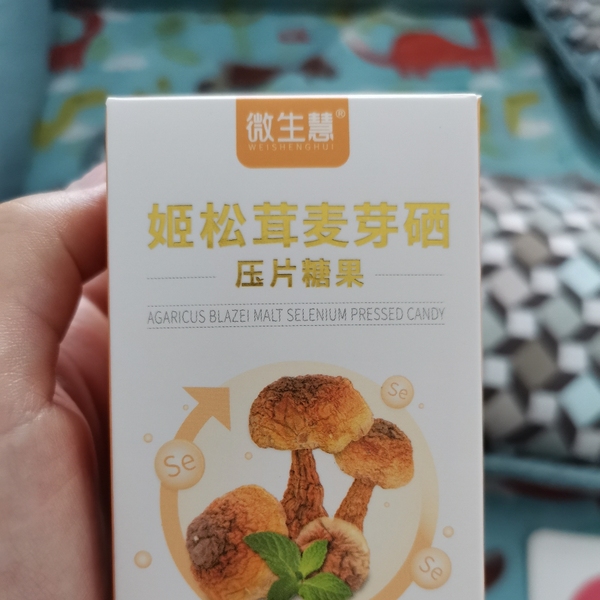 微生慧®
WEISHENGHUI
姬松茸麦芽硒
压片糖果
AGARICUS BLAZEI MALT SELENIUM PRESSED CANDY
Se
Se
Se